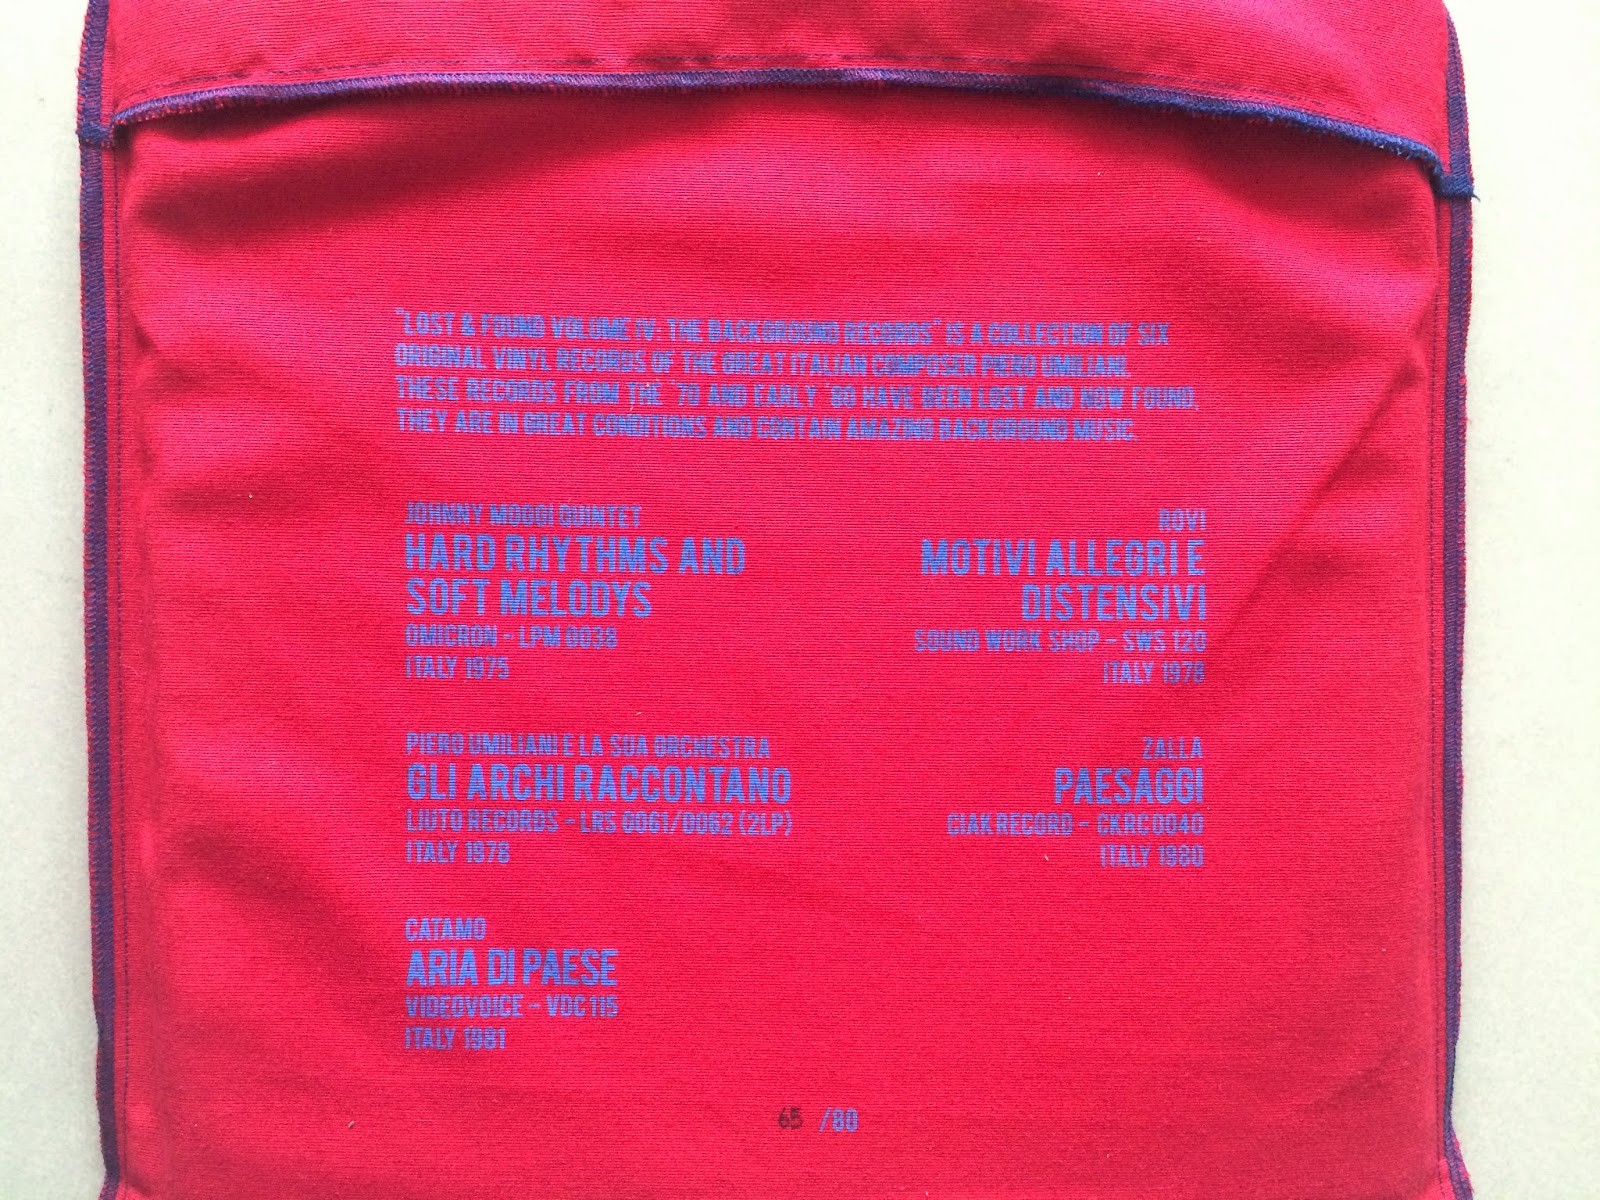 "LOST & FOUND VOLUME IV: THE BACKGROUND RECORDS" IS A COLLECTION OF SIX
ORIGINAL VINYL RECORDS OF THE GREAT ITALIAN COMPOSER PIERO UMILIANI.
THESE RECORDS FROM THE '70 AND EARLY '80 HAVE BEEN LOST AND NOW FOUND,
THEY ARE IN GREAT CONDITIONS AND CONTAIN AMAZING BACKGROUND MUSIC.
JOHNNY MOGGI QUINTET
HARD RHYTHMS AND
SOFT MELODYS
OMICRON - LPM 0038
ITALY 1975
ROVI
MOTIVI ALLEGRI E
DISTENSIVI
SOUND WORK SHOP - SWS 120
ITALY 1978
PIERO UMILIANI E LA SUA ORCHESTRA
GLI ARCHI RACCONTANO
LIUTO RECORDS - LRS 0061/0062 (2LP)
ITALY 1978
ZALLA
PAESAGGI
CIAK RECORD - CKRC 0040
ITALY 1980
CATAMO
ARIA DI PAESE
VIDEOVOICE - VDC 115
ITALY 1981
65 /80